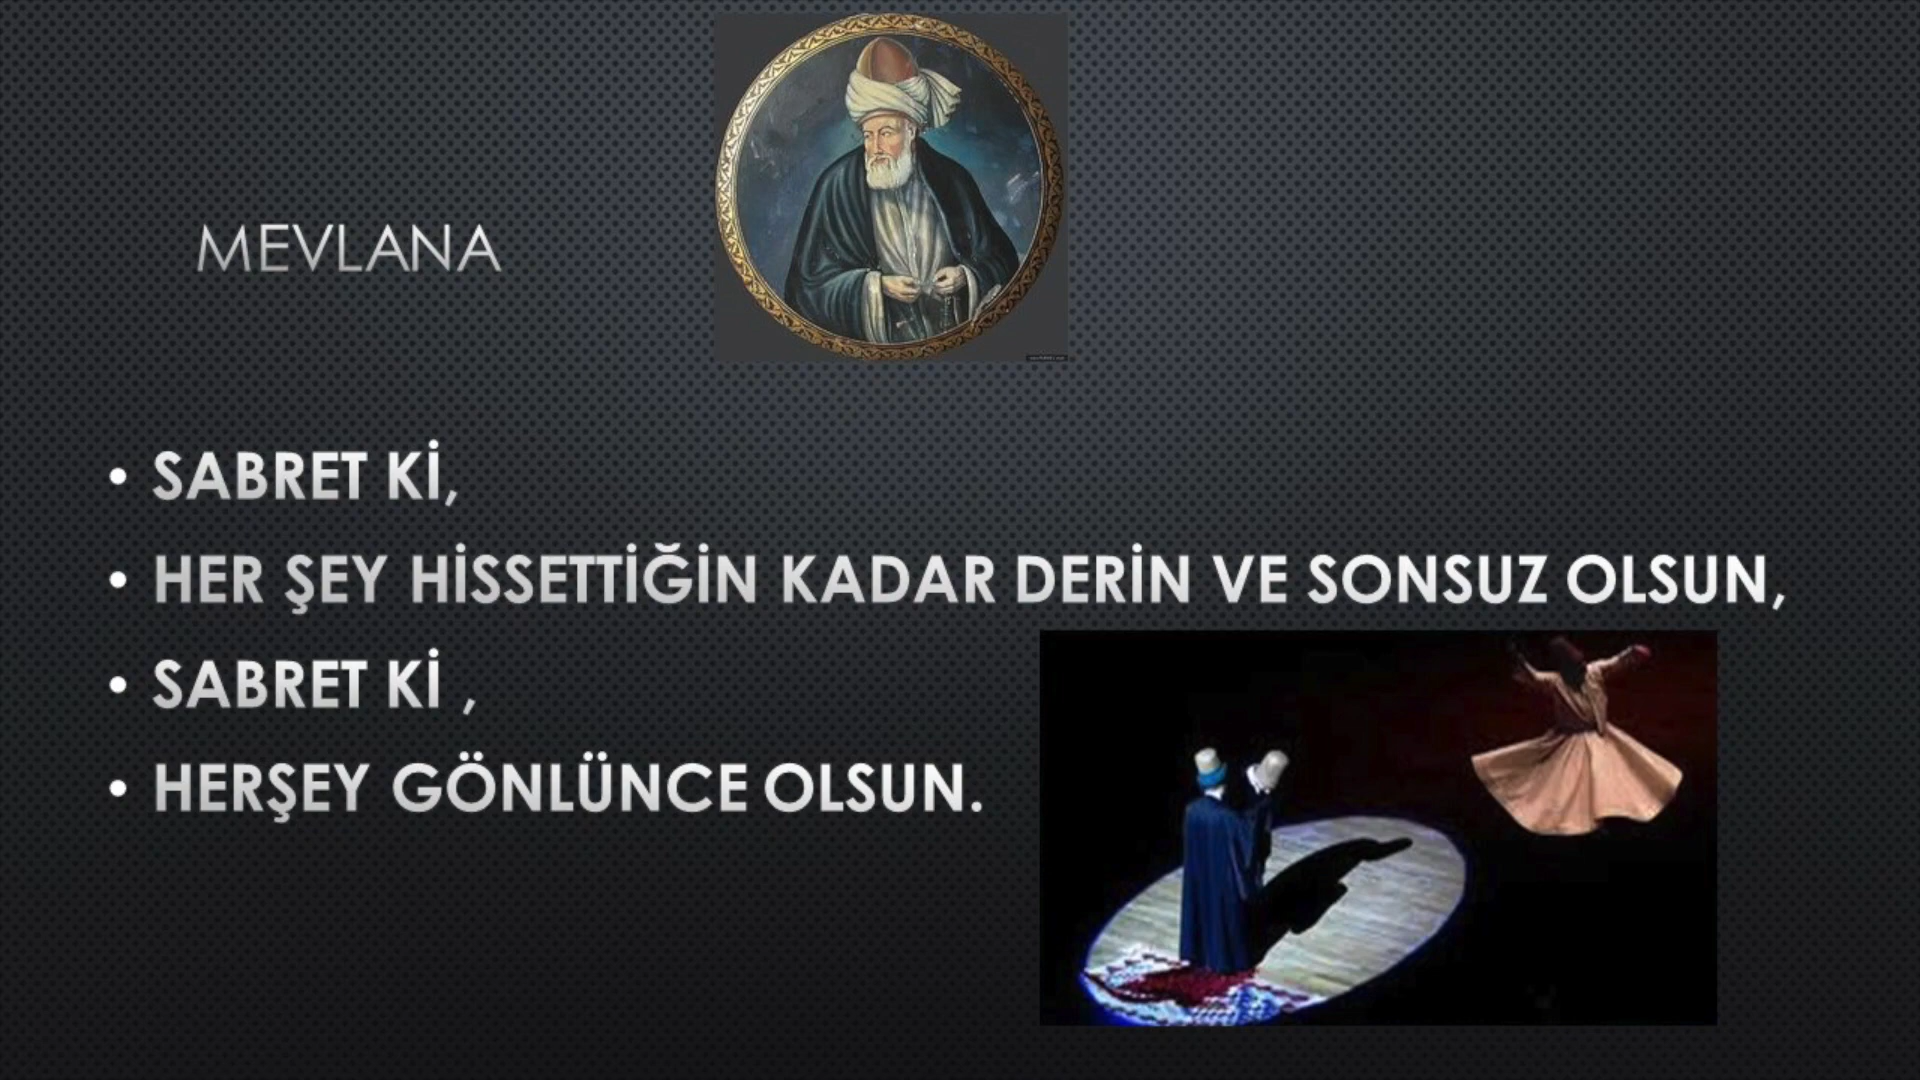 MEVLANA
• SABRET Kİ,
• HER ŞEY HİSSETTİĞİN KADAR DERİN VE SONSUZ OLSUN,
• SABRET Kİ ,
• HERŞEY GÖNLÜNCE OLSUN.